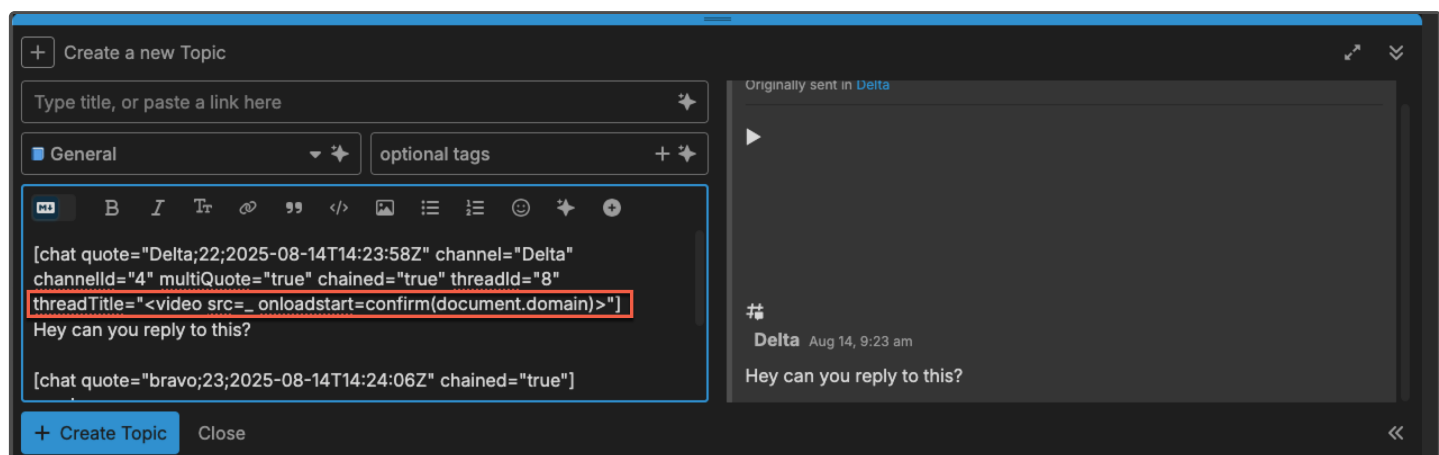 Create a new Topic
Type title, or paste a link here
General
optional tags
M
B I TT
[chat quote="Delta;22;2025-08-14T14:23:58Z" channel="Delta"
channelId="4" multiQuote="true" chained="true" threadId="8"
threadTitle="<video src=_ onloadstart=confirm(document.domain)>"]
Hey can you reply to this?
[chat quote="bravo;23;2025-08-14T14:24:06Z" chained="true"]
+ Create Topic
Close
Originally sent in Delta
Delta Aug 14, 9:23 am
Hey can you reply to this?